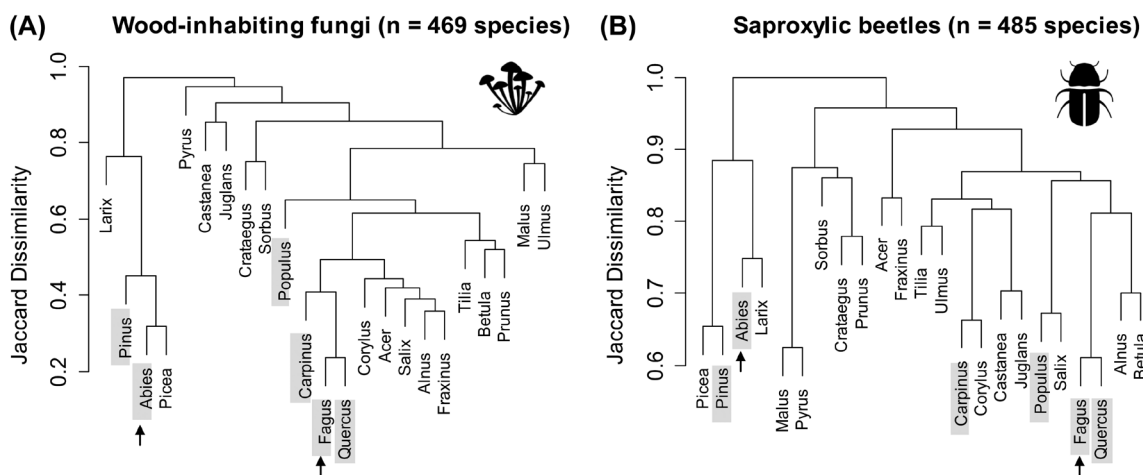 (A) Wood-inhabiting fungi (n = 469 species)
Jaccard Dissimilarity
1.0
0.8
0.6
0.4
0.2
Larix
Pinus
Abies
Picea
Pyrus
Castanea
Juglans
Crataegus
Sorbus
Populus
Carpinus
Fagus
Quercus
Corylus
Acer
Salix
Alnus
Fraxinus
Tilia
Betula
Prunus
Malus
Ulmus
(B) Saproxylic beetles (n = 485 species)
Jaccard Dissimilarity
1.0
0.9
0.8
0.7
0.6
Picea
Pinus
Abies
Larix
Malus
Pyrus
Sorbus
Crataegus
Prunus
Acer
Fraxinus
Tilia
Ulmus
Carpinus
Corylus
Castanea
Juglans
Populus
Salix
Fagus
Quercus
Alnus
Betula